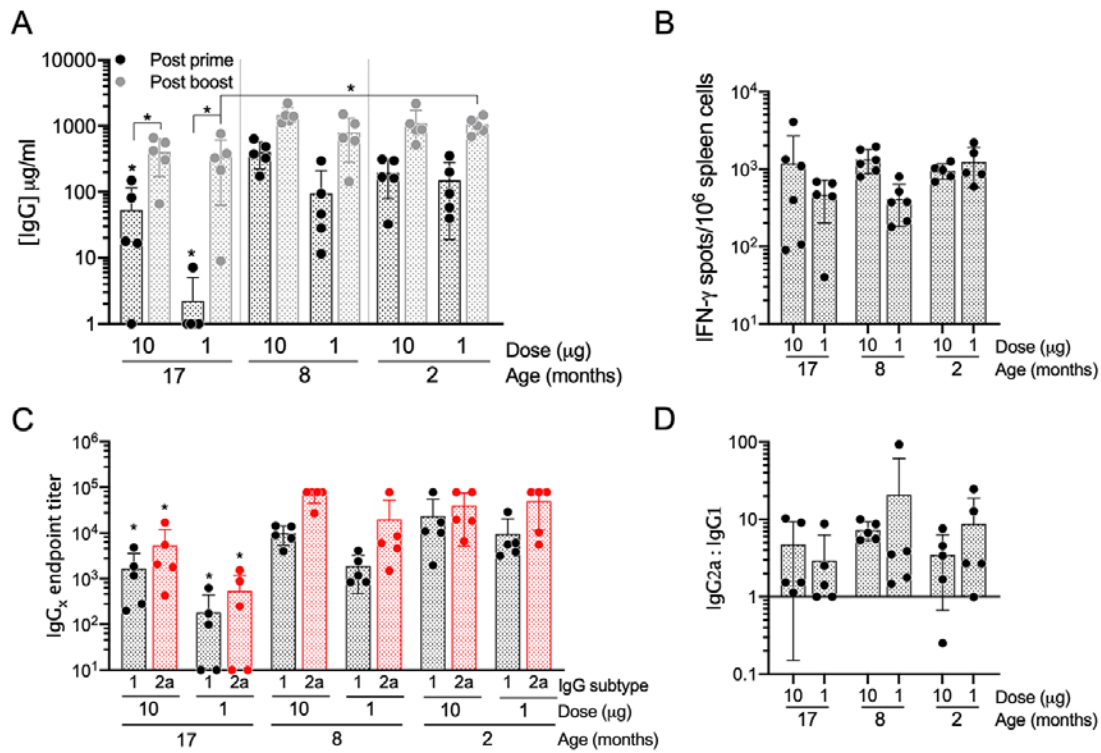 A
[IgG] μg/ml
10000
1000
100
10
1
Post prime
Post boost
*
*
*
*
*
10 1 10 1 10 1 Dose (μg)
17 8 2 Age (months)
B
IFN-γ spots/10⁶ spleen cells
10⁴
10³
10²
10¹
10 1 10 1 10 1 Dose (μg)
17 8 2 Age (months)
C
IgGₓ endpoint titer
10⁶
10⁵
10⁴
10³
10²
10¹
* * * *
1 2a 1 2a 1 2a 1 2a 1 2a 1 2a IgG subtype
10 1 10 1 10 1 Dose (μg)
17 8 2 Age (months)
D
IgG2a : IgG1
100
10
1
0.1
10 1 10 1 10 1 Dose (μg)
17 8 2 Age (months)